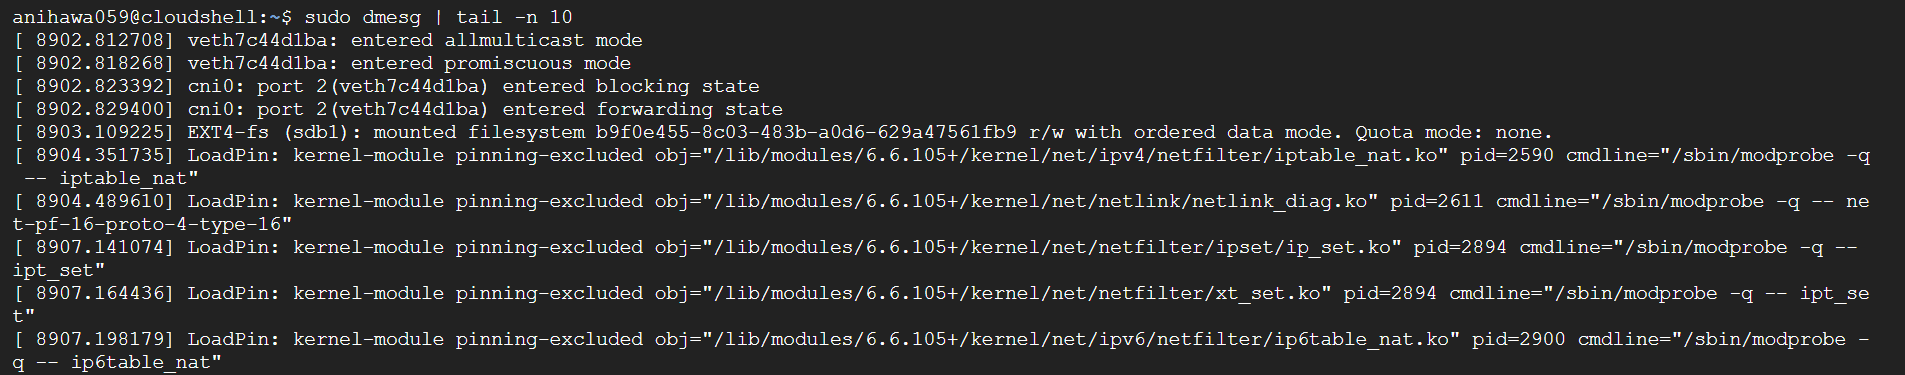 anihawa059@cloudshell:~$ sudo dmesg | tail -n 10
[ 8902.812708] veth7c44d1ba: entered allmulticast mode
[ 8902.818268] veth7c44d1ba: entered promiscuous mode
[ 8902.823392] cni0: port 2(veth7c44d1ba) entered blocking state
[ 8902.829400] cni0: port 2(veth7c44d1ba) entered forwarding state
[ 8903.109225] EXT4-fs (sdb1): mounted filesystem b9f0e455-8c03-483b-a0d6-629a47561fb9 r/w with ordered data mode. Quota mode: none.
[ 8904.351735] LoadPin: kernel-module pinning-excluded obj="/lib/modules/6.6.105+/kernel/net/ipv4/netfilter/iptable_nat.ko" pid=2590 cmdline="/sbin/modprobe -q
 -- iptable_nat"
[ 8904.489610] LoadPin: kernel-module pinning-excluded obj="/lib/modules/6.6.105+/kernel/net/netlink/netlink_diag.ko" pid=2611 cmdline="/sbin/modprobe -q -- ne
t-pf-16-proto-4-type-16"
[ 8907.141074] LoadPin: kernel-module pinning-excluded obj="/lib/modules/6.6.105+/kernel/net/netfilter/ipset/ip_set.ko" pid=2894 cmdline="/sbin/modprobe -q --
ipt_set"
[ 8907.164436] LoadPin: kernel-module pinning-excluded obj="/lib/modules/6.6.105+/kernel/net/netfilter/xt_set.ko" pid=2894 cmdline="/sbin/modprobe -q -- ipt_se
t"
[ 8907.198179] LoadPin: kernel-module pinning-excluded obj="/lib/modules/6.6.105+/kernel/net/ipv6/netfilter/ip6table_nat.ko" pid=2900 cmdline="/sbin/modprobe -
q -- ip6table_nat"